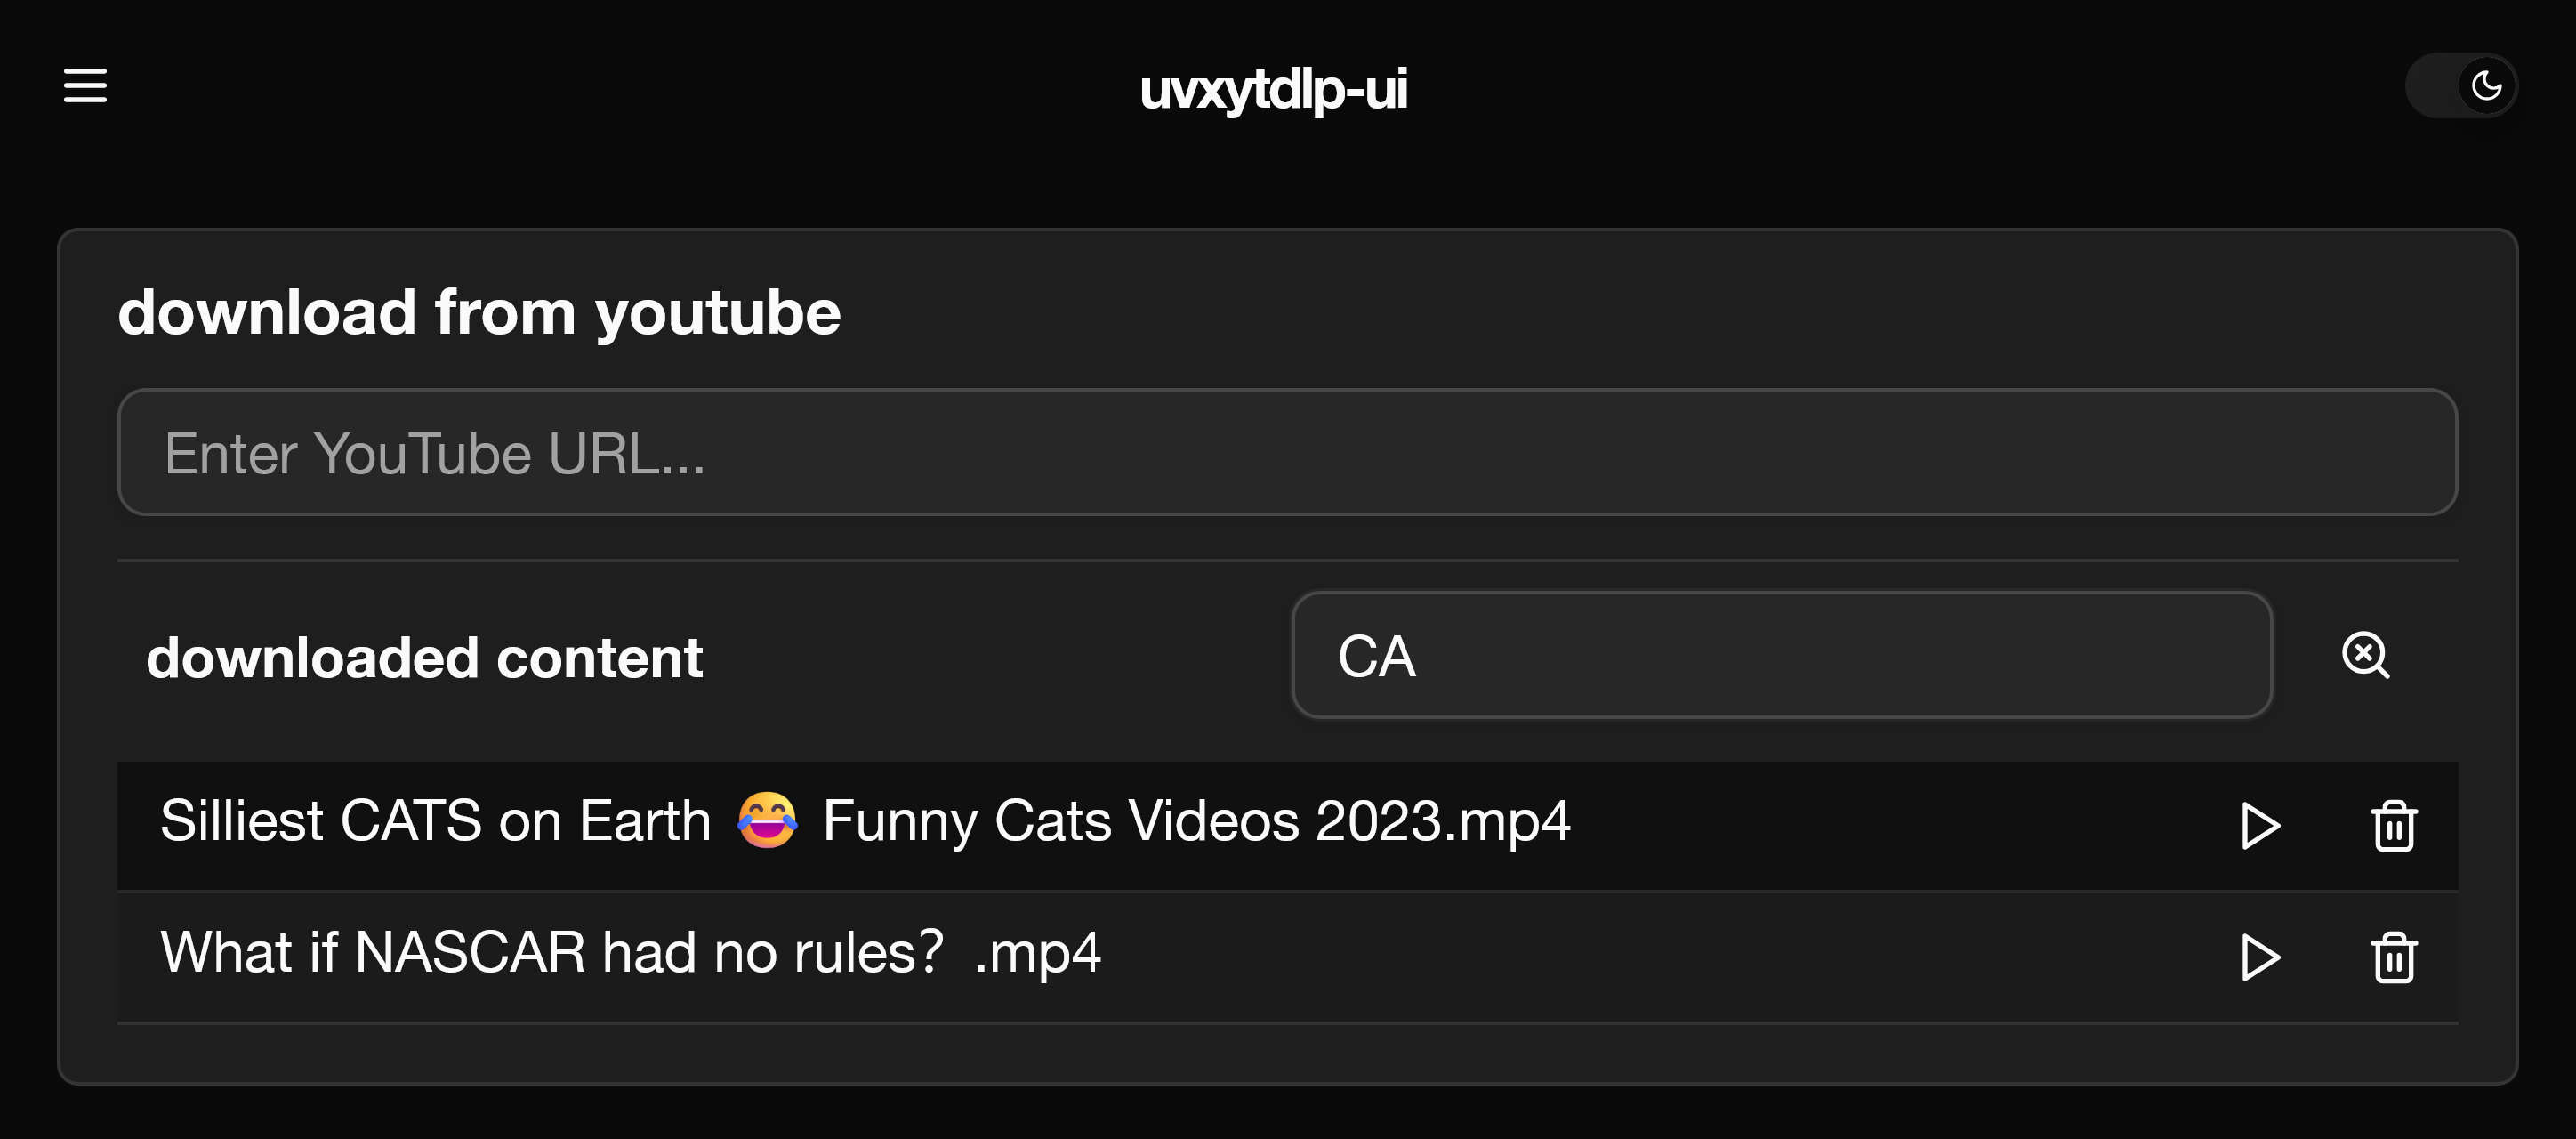 uvxytdlp-ui
download from youtube
Enter YouTube URL...
downloaded content
CA
Silliest CATS on Earth 😂 Funny Cats Videos 2023.mp4
What if NASCAR had no rules? .mp4